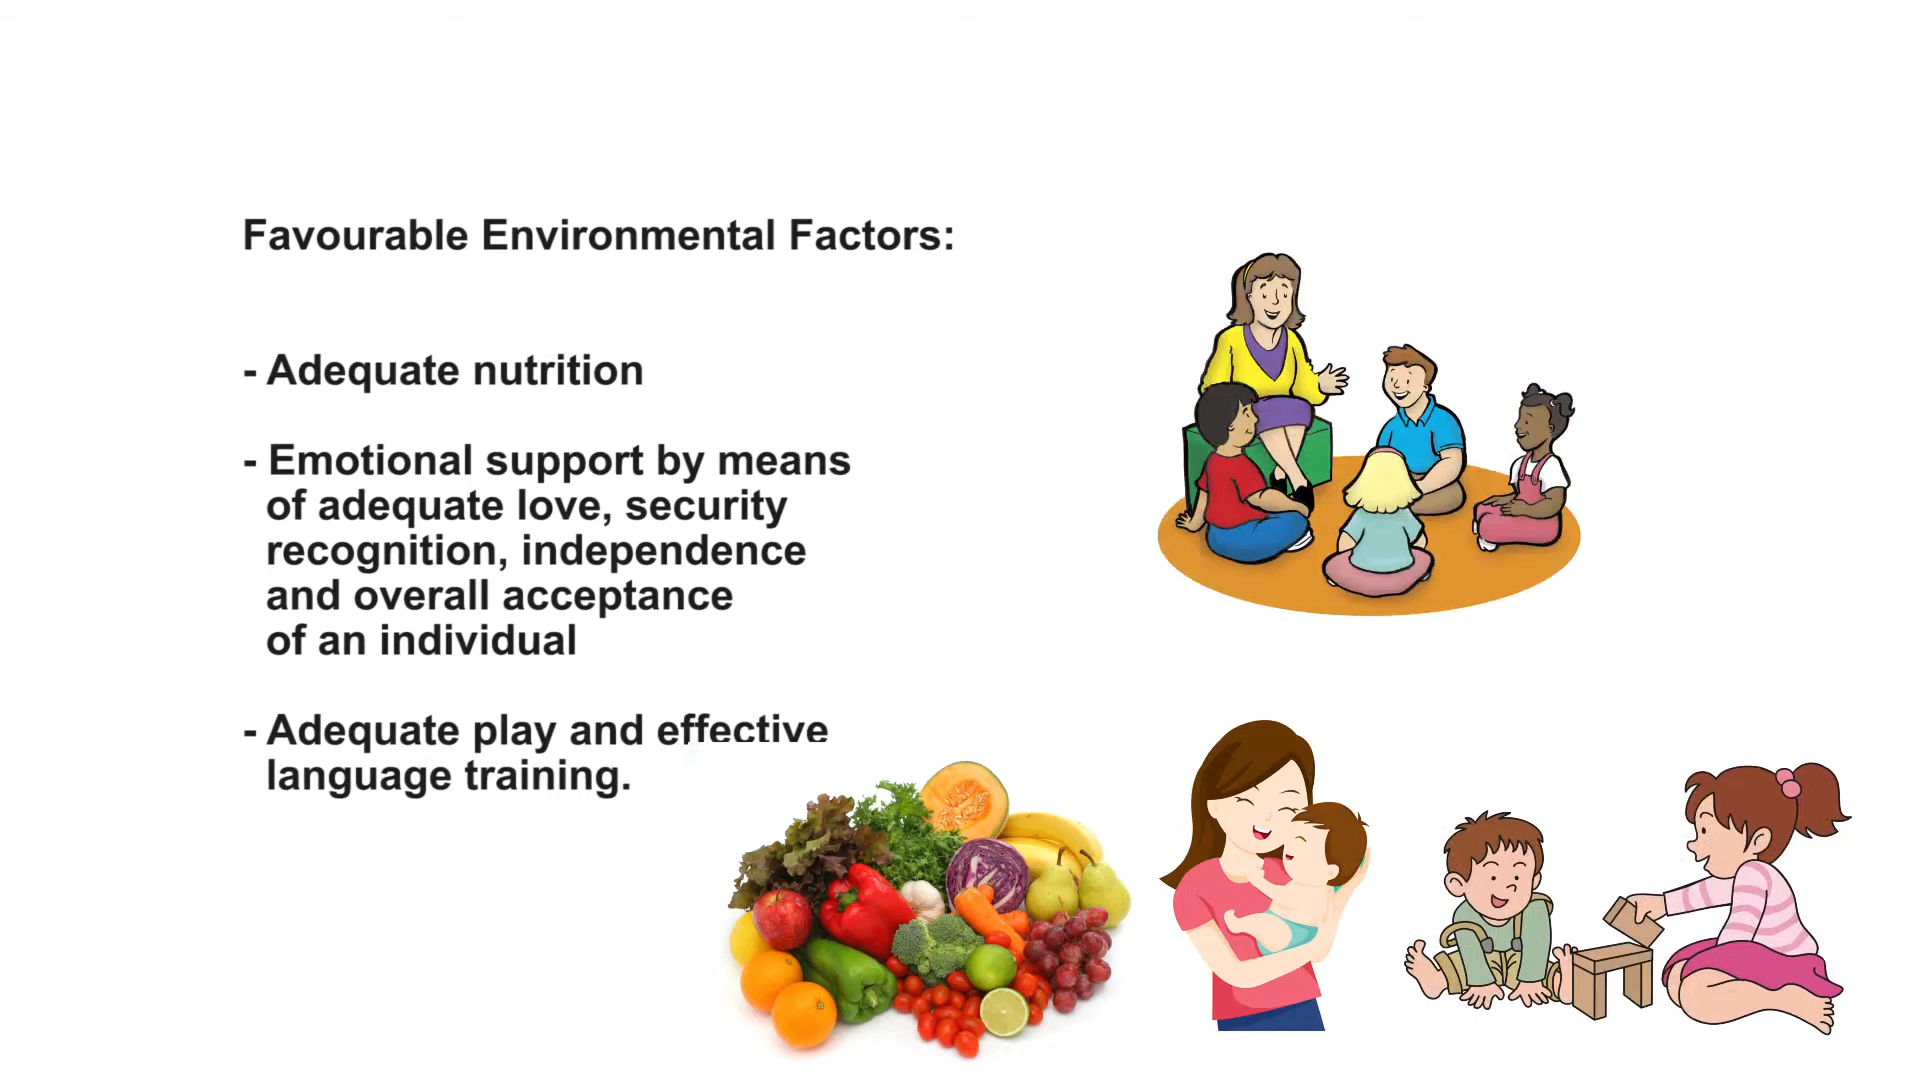 Favourable Environmental Factors:
- Adequate nutrition
- Emotional support by means
of adequate love, security
recognition, independence
and overall acceptance
of an individual
- Adequate play and effective
language training.